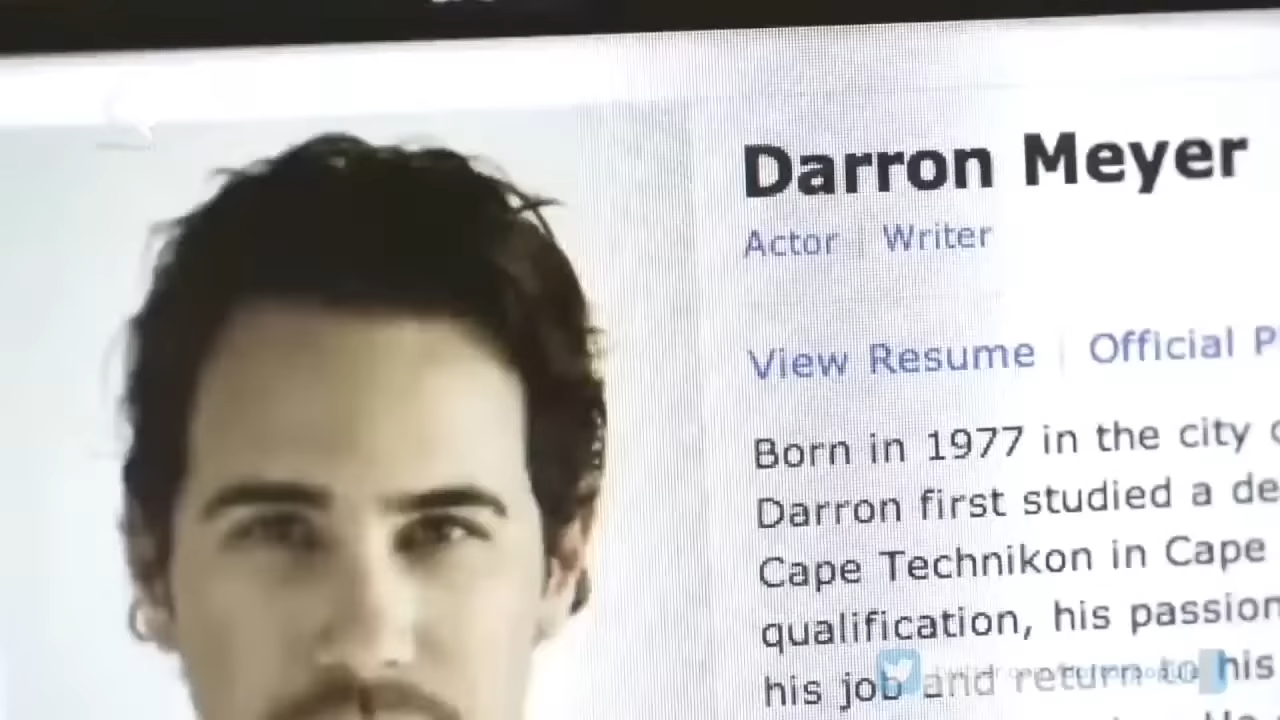 Darron Meyer
Actor | Writer
View Resume | Official P
Born in 1977 in the city
Darron first studied a de
Cape Technikon in Cape
qualification, his passion
his job and return to his